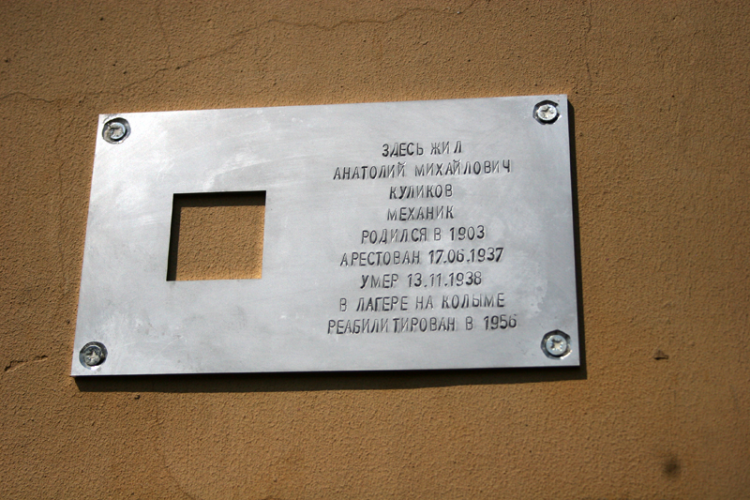 ЗДЕСЬ ЖИЛ
АНАТОЛИЙ МИХАЙЛОВИЧ
КУЛИКОВ
МЕХАНИК
РОДИЛСЯ В 1903
АРЕСТОВАН 17.06.1937
УМЕР 13.11.1938
В ЛАГЕРЕ НА КОЛЫМЕ
РЕАБИЛИТИРОВАН В 1956